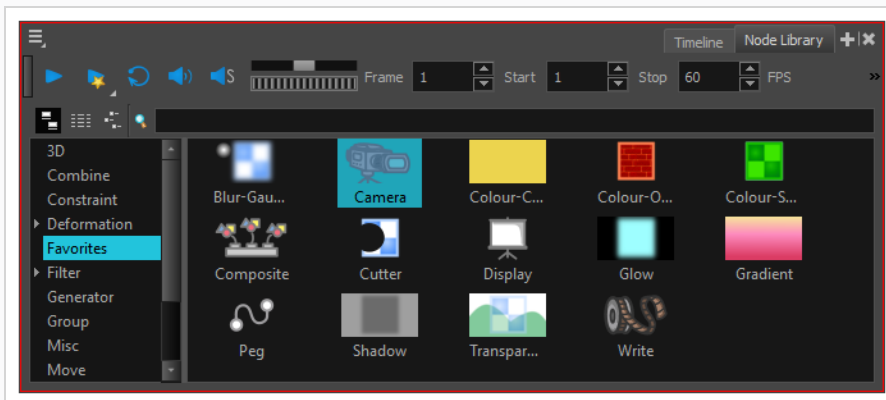 Timeline Node Library
S Frame 1 Start 1 Stop 60 FPS
3D
Combine
Constraint
Deformation
Favorites
Filter
Generator
Group
Misc
Move
Blur-Gau... Camera Colour-C... Colour-O... Colour-S...
Composite Cutter Display Glow Gradient
Peg Shadow Transpar... Write